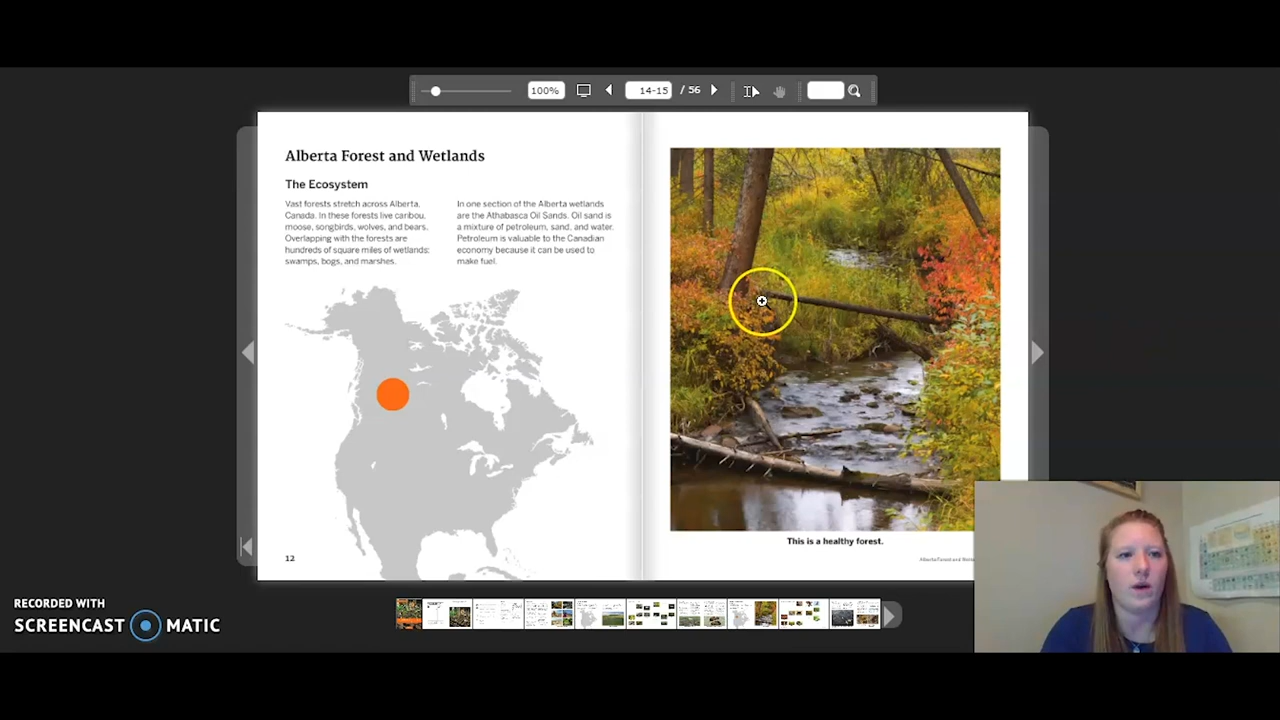 100%
14-15 / 56
Alberta Forest and Wetlands
The Ecosystem
Vast forests stretch across Alberta,
Canada. In these forests live caribou,
moose, songbirds, wolves, and bears.
Overlapping with the forests are
hundreds of square miles of wetlands:
swamps, bogs, and marshes.
In one section of the Alberta wetlands
are the Athabasca Oil Sands. Oil sand is
a mixture of petroleum, sand, and water.
Petroleum is valuable to the Canadian
economy because it can be used to
make fuel.
This is a healthy forest.
12
Alberta Forest and
RECORDED WITH
SCREENCAST MATIC